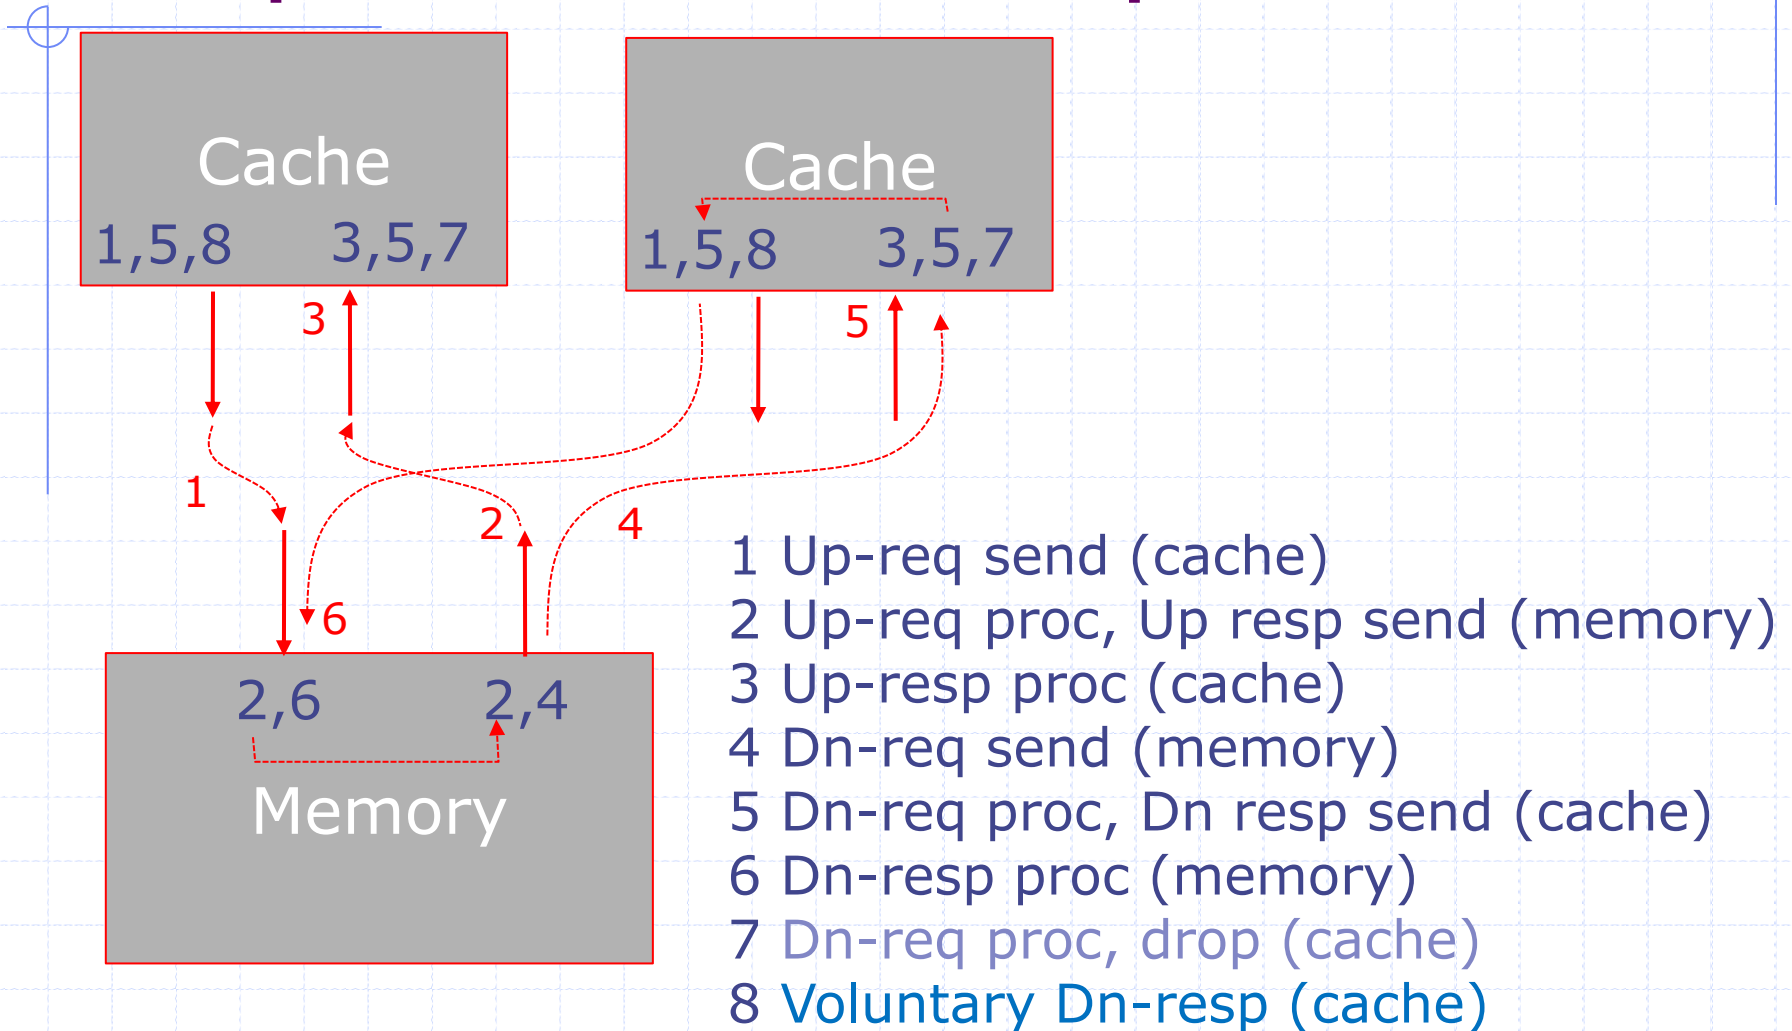 Cache
Cache
1,5,8
3,5,7
1,5,8
3,5,7
3
5
1
2
4
6
2,6
2,4
Memory
1 Up-req send (cache)
2 Up-req proc, Up resp send (memory)
3 Up-resp proc (cache)
4 Dn-req send (memory)
5 Dn-req proc, Dn resp send (cache)
6 Dn-resp proc (memory)
7 Dn-req proc, drop (cache)
8 Voluntary Dn-resp (cache)